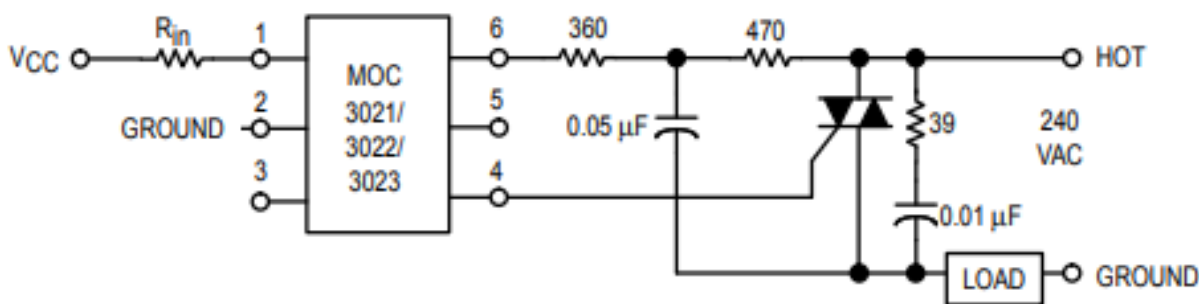 VCC
Rin
1
MOC
3021/
3022/
3023
6
360
470
HOT
GROUND
2
5
0.05 µF
39
240
VAC
3
4
0.01 µF
LOAD
GROUND